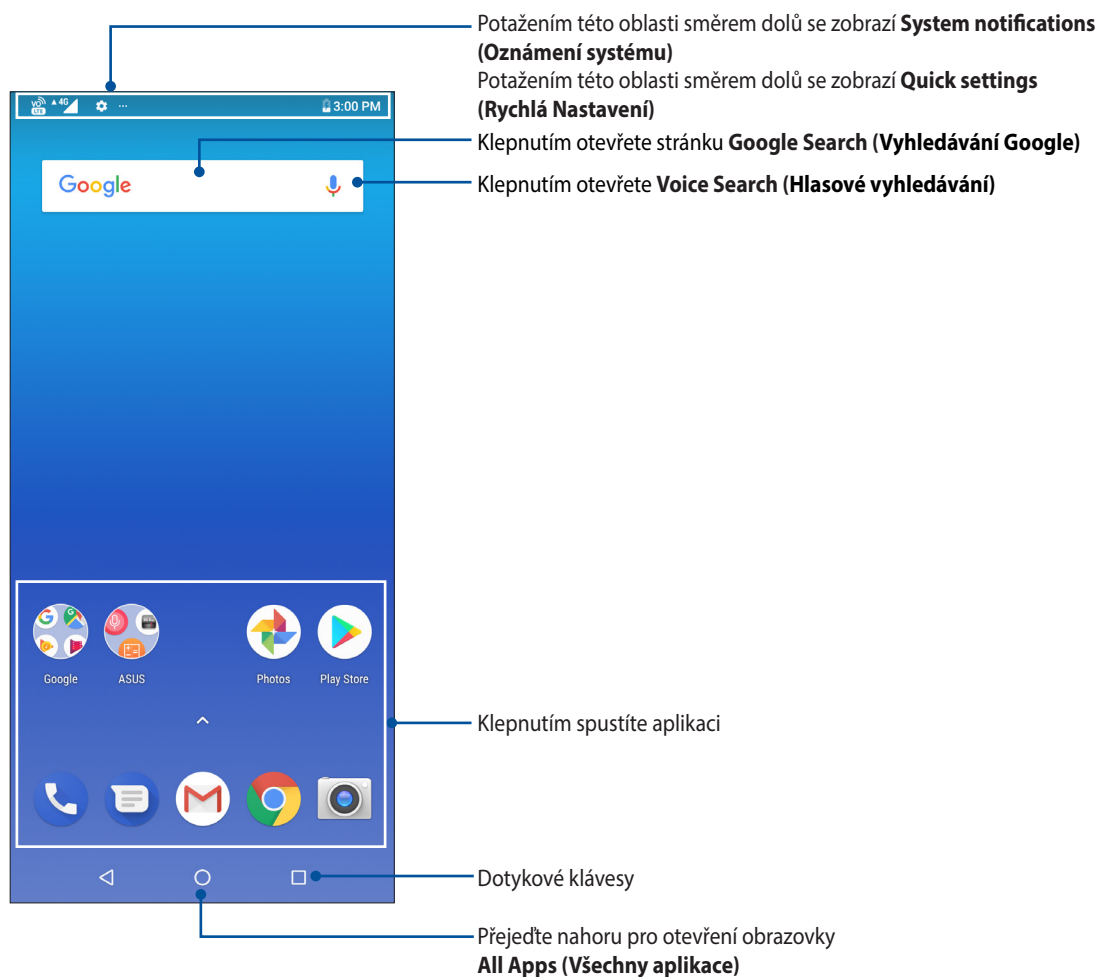 Potažením této oblasti směrem dolů se zobrazí System notifications
(Oznámení systému)
Potažením této oblasti směrem dolů se zobrazí Quick settings
(Rychlá Nastavení)
VO LTE 4G ... 3:00 PM
Klepnutím otevřete stránku Google Search (Vyhledávání Google)
Google
Klepnutím otevřete Voice Search (Hlasové vyhledávání)
Google ASUS Photos Play Store
Klepnutím spustíte aplikaci
Dotykové klávesy
Přejeďte nahoru pro otevření obrazovky
All Apps (Všechny aplikace)